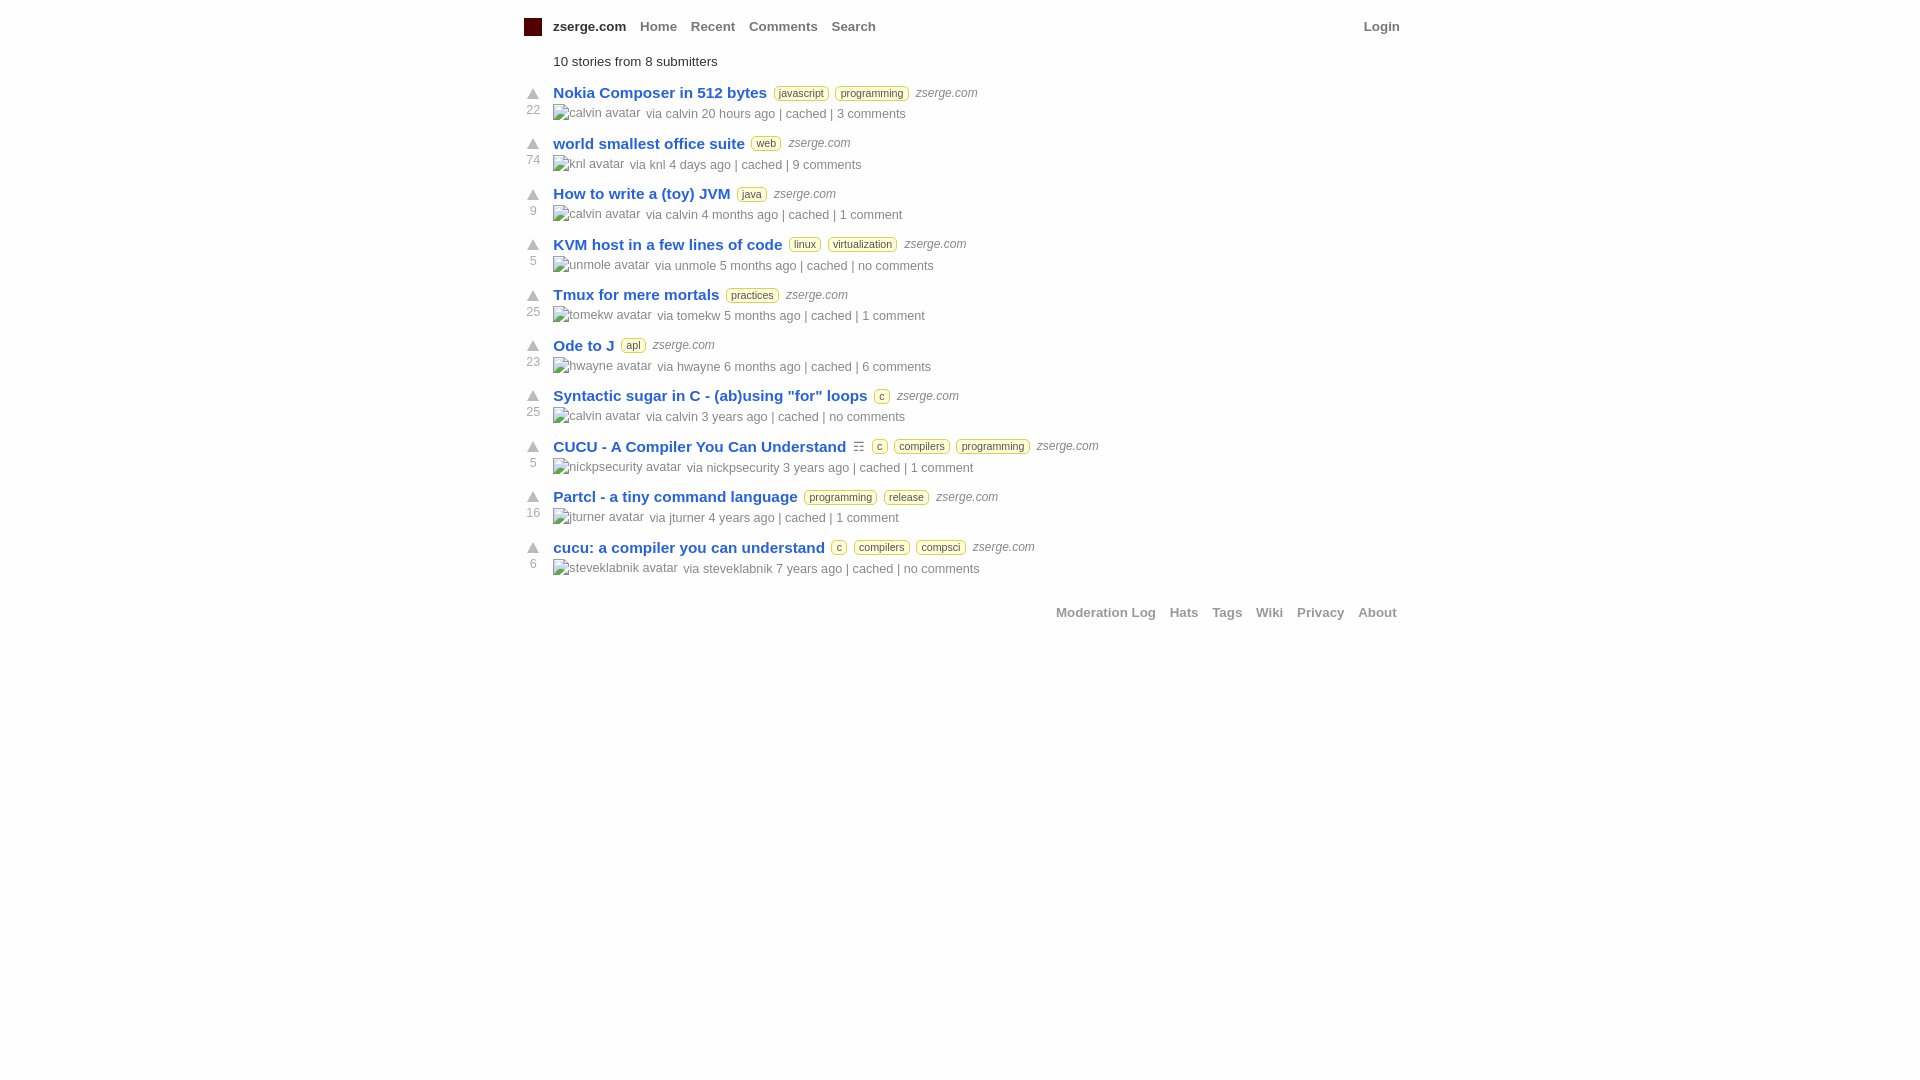 zserge.com Home Recent Comments Search Login
10 stories from 8 submitters
Nokia Composer in 512 bytes javascript programming zserge.com
22 calvin avatar via calvin 20 hours ago | cached | 3 comments
world smallest office suite web zserge.com
74 knl avatar via knl 4 days ago | cached | 9 comments
How to write a (toy) JVM java zserge.com
9 calvin avatar via calvin 4 months ago | cached | 1 comment
KVM host in a few lines of code linux virtualization zserge.com
5 unmole avatar via unmole 5 months ago | cached | no comments
Tmux for mere mortals practices zserge.com
25 tomekw avatar via tomekw 5 months ago | cached | 1 comment
Ode to J apl zserge.com
23 hwayne avatar via hwayne 6 months ago | cached | 6 comments
Syntactic sugar in C - (ab)using "for" loops c zserge.com
25 calvin avatar via calvin 3 years ago | cached | no comments
CUCU - A Compiler You Can Understand ☶ c compilers programming zserge.com
5 nickpsecurity avatar via nickpsecurity 3 years ago | cached | 1 comment
Partcl - a tiny command language programming release zserge.com
16 jturner avatar via jturner 4 years ago | cached | 1 comment
cucu: a compiler you can understand c compilers compsci zserge.com
6 steveklabnik avatar via steveklabnik 7 years ago | cached | no comments
Moderation Log Hats Tags Wiki Privacy About